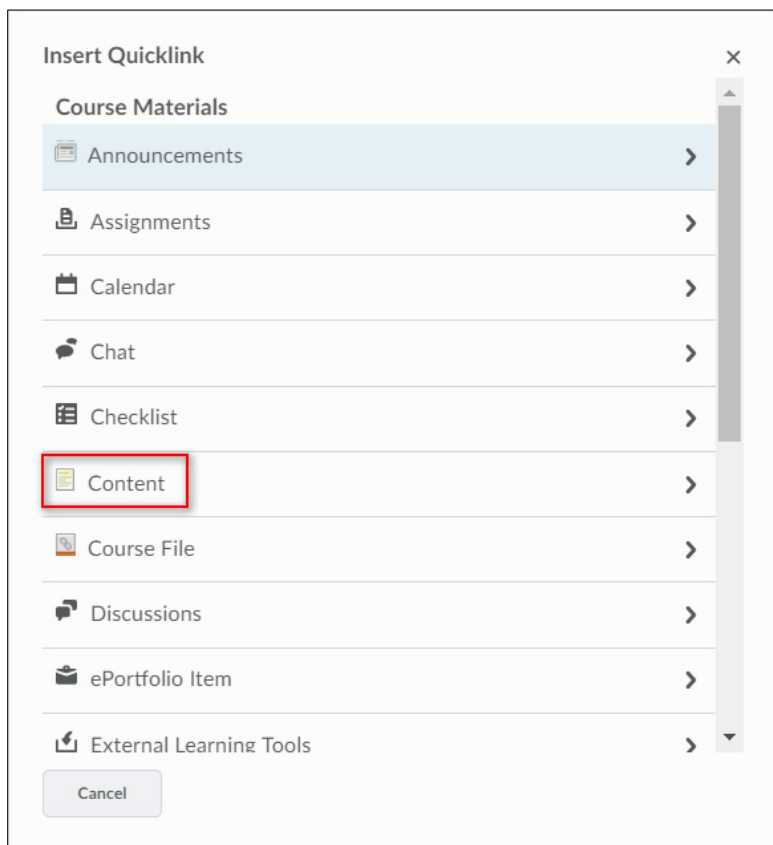 Insert Quicklink
Course Materials
Announcements
Assignments
Calendar
Chat
Checklist
Content
Course File
Discussions
ePortfolio Item
External Learning Tools
Cancel